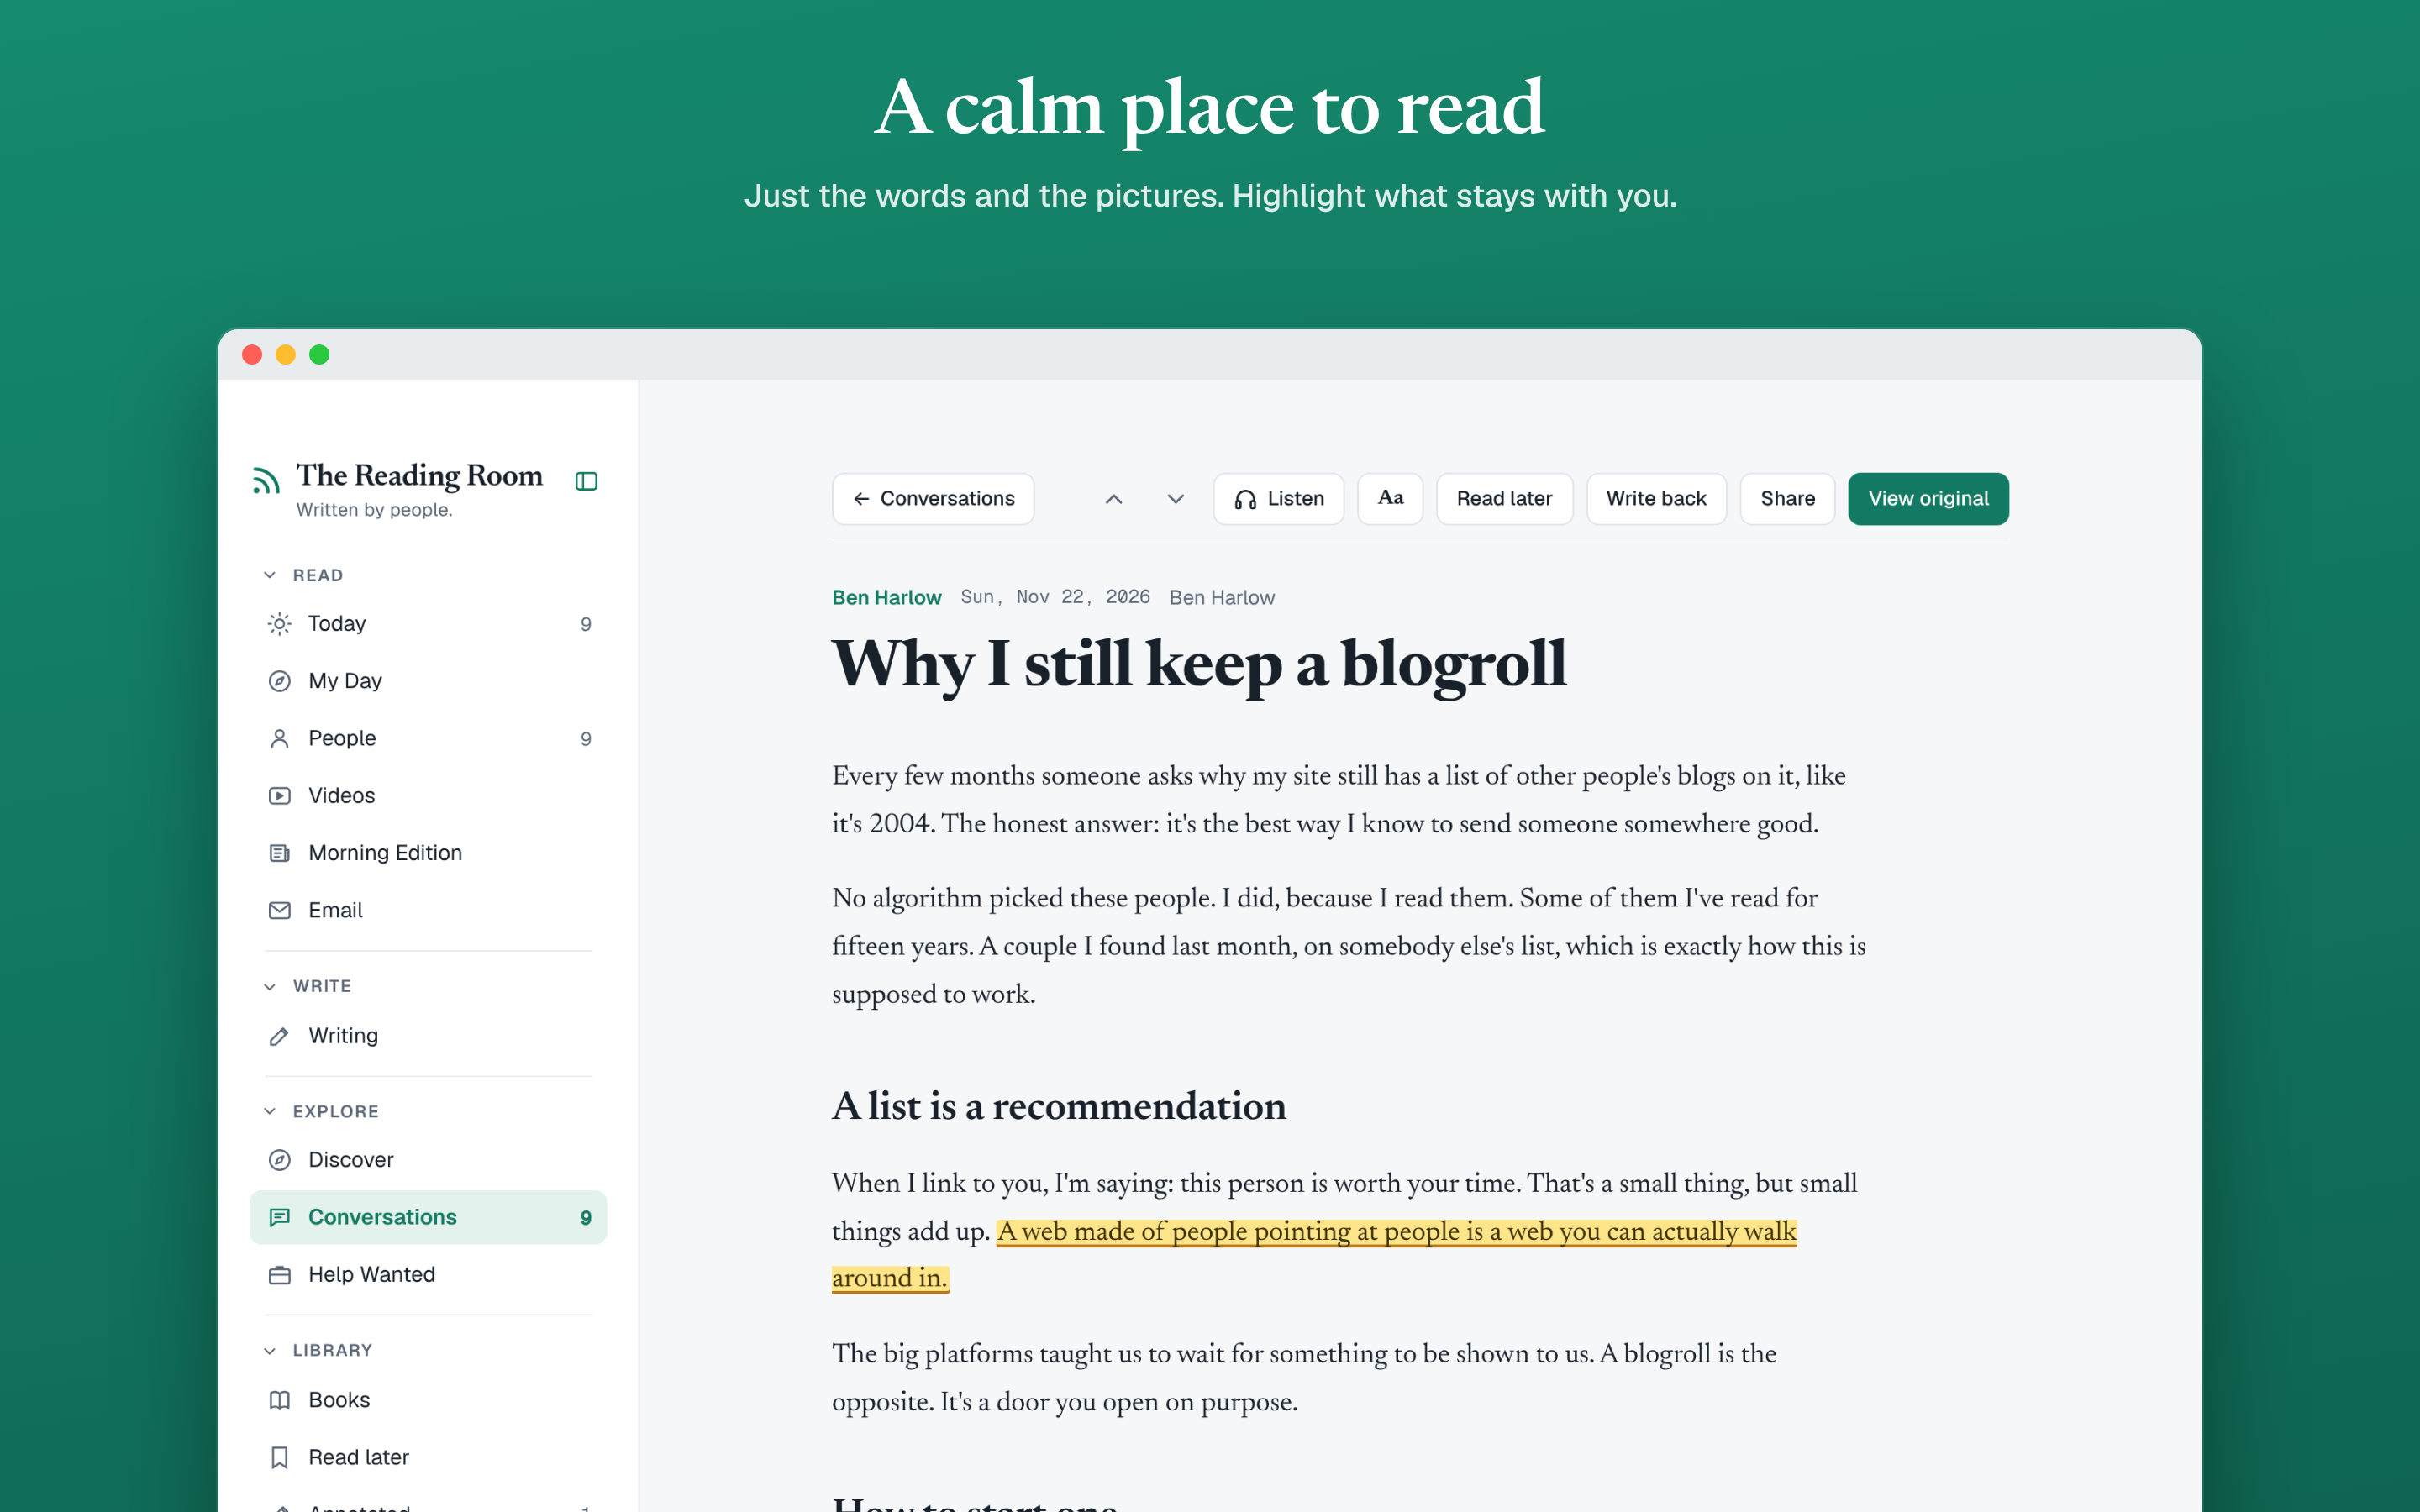 A calm place to read
Just the words and the pictures. Highlight what stays with you.
The Reading Room
Written by people.
READ
Today 9
My Day
People 9
Videos
Morning Edition
Email
WRITE
Writing
EXPLORE
Discover
Conversations 9
Help Wanted
LIBRARY
Books
Read later
Annotated 1
← Conversations
Listen
Aa
Read later
Write back
Share
View original
Ben Harlow Sun, Nov 22, 2026 Ben Harlow
Why I still keep a blogroll
Every few months someone asks why my site still has a list of other people's blogs on it, like
it's 2004. The honest answer: it's the best way I know to send someone somewhere good.
No algorithm picked these people. I did, because I read them. Some of them I've read for
fifteen years. A couple I found last month, on somebody else's list, which is exactly how this is
supposed to work.
A list is a recommendation
When I link to you, I'm saying: this person is worth your time. That's a small thing, but small
things add up. A web made of people pointing at people is a web you can actually walk
around in.
The big platforms taught us to wait for something to be shown to us. A blogroll is the
opposite. It's a door you open on purpose.
How to start one